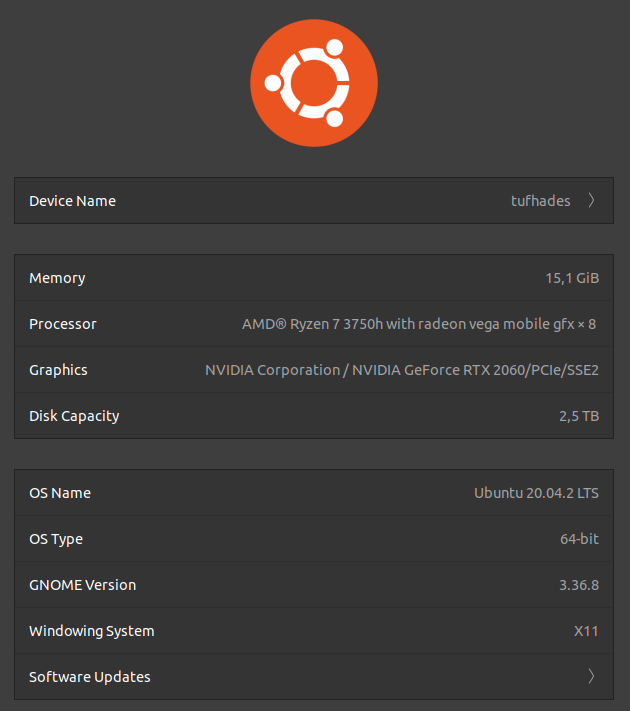 Device Name tufhades
Memory 15,1 GiB
Processor AMD® Ryzen 7 3750h with radeon vega mobile gfx × 8
Graphics NVIDIA Corporation / NVIDIA GeForce RTX 2060/PCIe/SSE2
Disk Capacity 2,5 TB
OS Name Ubuntu 20.04.2 LTS
OS Type 64-bit
GNOME Version 3.36.8
Windowing System X11
Software Updates